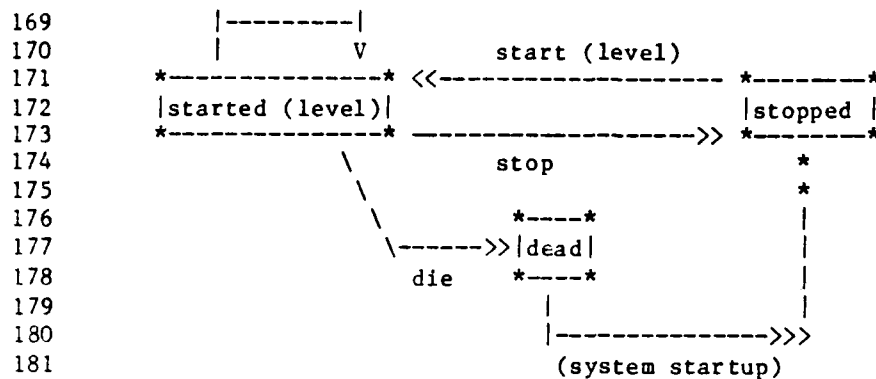 169 |---------|
170 | V start (level)
171 *---------------* <<-------------------- *-------*
172 |started (level)| |stopped |
173 *---------------* ------------------->> *-------*
174 \ stop *
175 \ *
176 \ *----* |
177 \------>>|dead| |
178 die *----* |
179 | |
180 |--------------->>>
181 (system startup)